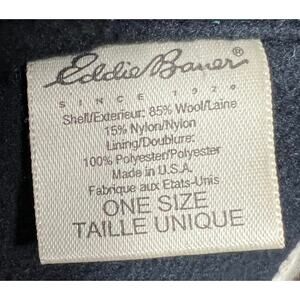 Eddie Bauer®
SINCE 1920
Shell/Exterieur: 85% Wool/Laine
15% Nylon/Nylon
Lining/Doublure:
100% Polyester/Polyester
Made in U.S.A.
Fabrique aux Etats-Unis
ONE SIZE
TAILLE UNIQUE